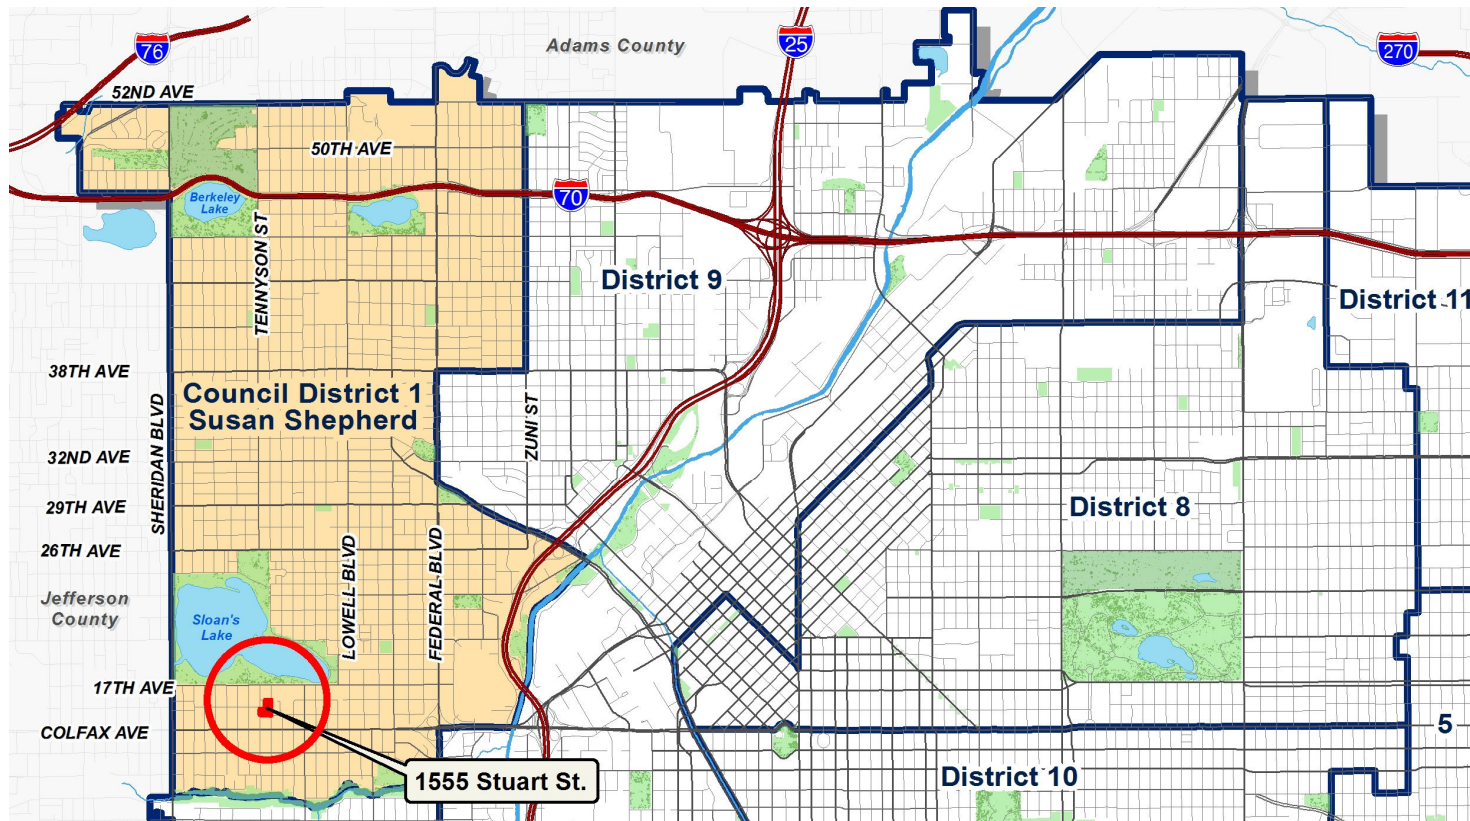 76
Adams County
25
270
52ND AVE
50TH AVE
Berkeley
Lake
70
TENNYSON ST
District 9
District 11
38TH AVE
Council District 1
Susan Shepherd
SHERIDAN BLVD
ZUNI ST
32ND AVE
29TH AVE
District 8
26TH AVE
LOWELL BLVD
FEDERAL BLVD
Jefferson
County
Sloan's
Lake
17TH AVE
COLFAX AVE
5
1555 Stuart St.
District 10